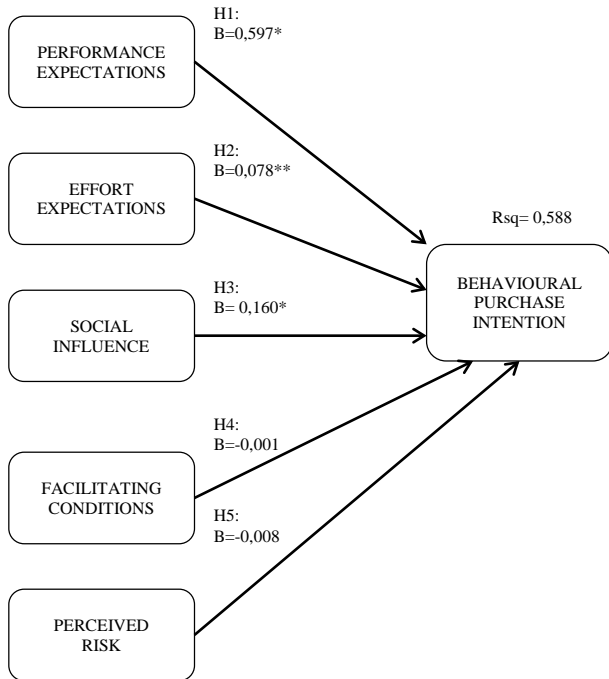 H1:
B=0,597*
PERFORMANCE
EXPECTATIONS
H2:
B=0,078**
EFFORT
EXPECTATIONS
Rsq= 0,588
BEHAVIOURAL
PURCHASE
INTENTION
H3:
B= 0,160*
SOCIAL
INFLUENCE
H4:
B=-0,001
FACILITATING
CONDITIONS
H5:
B=-0,008
PERCEIVED
RISK